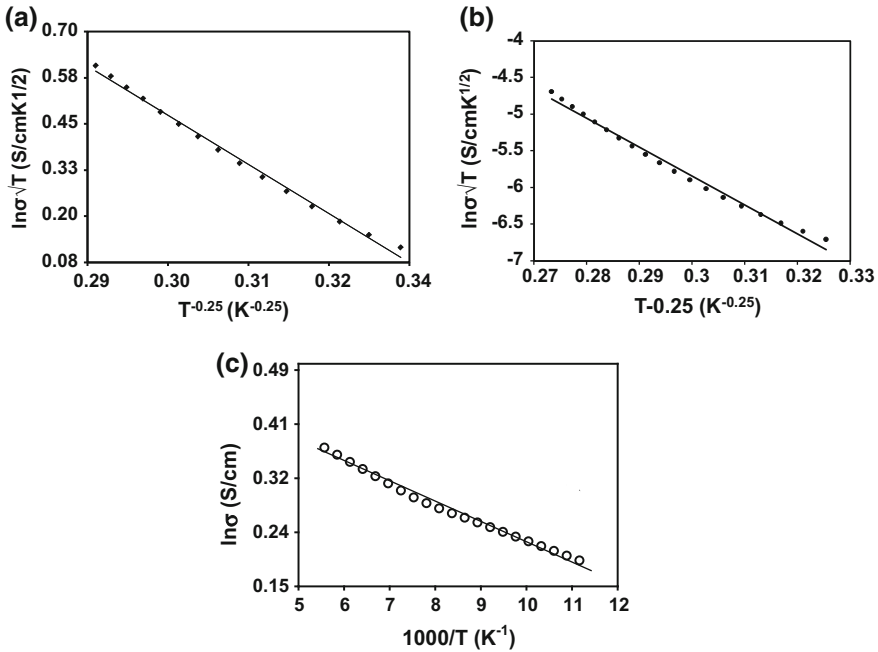 (a)
lnσ√T (S/cmK1/2)
0.70
0.58
0.45
0.33
0.20
0.08
0.29 0.30 0.31 0.32 0.33 0.34
T^-0.25 (K^-0.25)
(b)
lnσ√T (S/cmK^1/2)
-4
-4.5
-5
-5.5
-6
-6.5
-7
0.27 0.28 0.29 0.3 0.31 0.32 0.33
T-0.25 (K^-0.25)
(c)
lnσ (S/cm)
0.49
0.41
0.32
0.24
0.15
5 6 7 8 9 10 11 12
1000/T (K^-1)